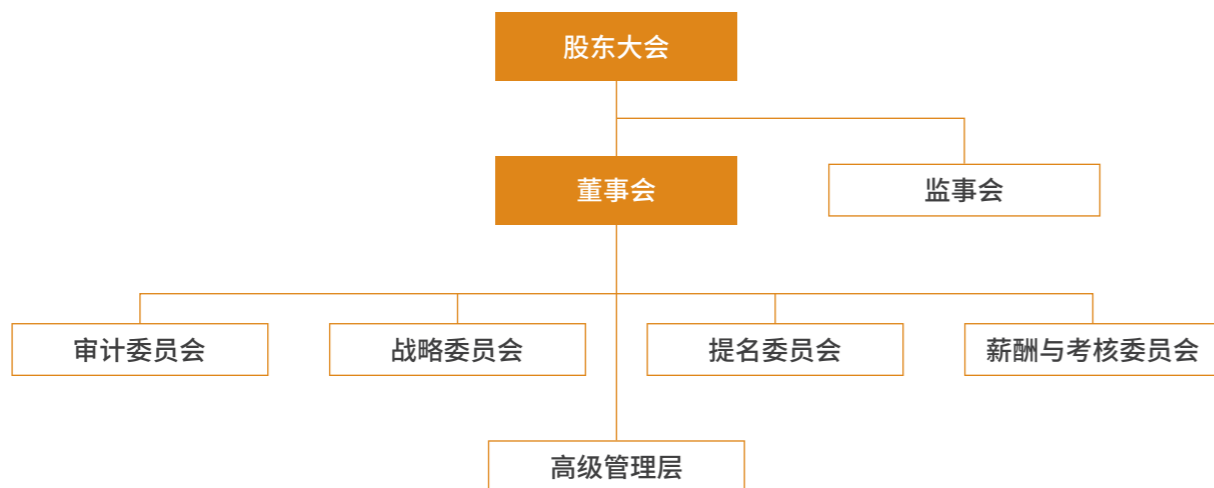 股东大会
董事会
监事会
审计委员会
战略委员会
提名委员会
薪酬与考核委员会
高级管理层